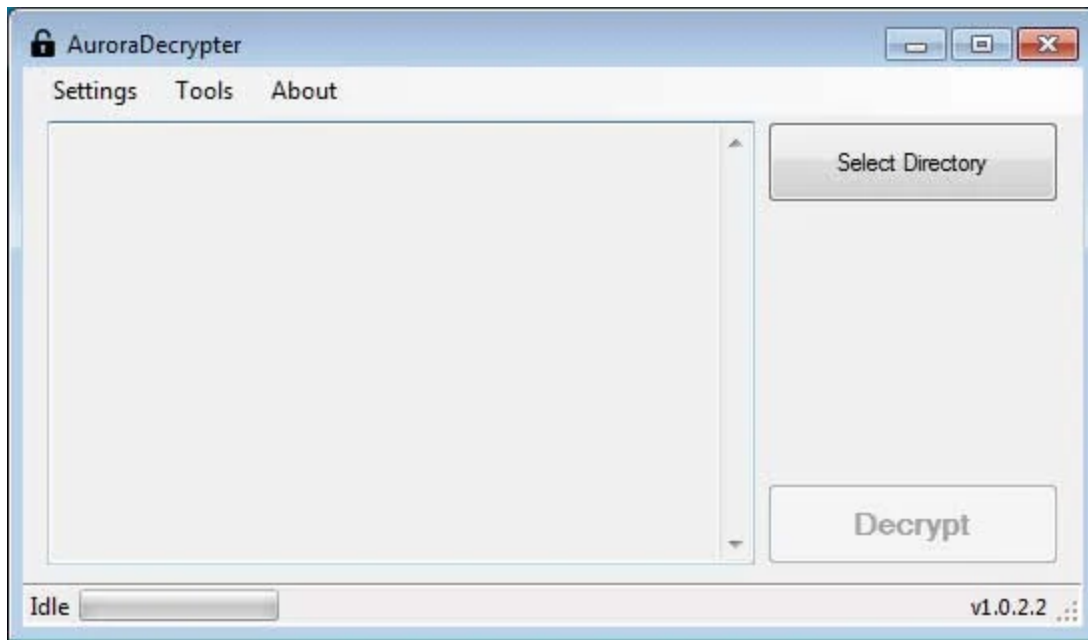 AuroraDecrypter
Settings Tools About
Select Directory
Decrypt
Idle v1.0.2.2